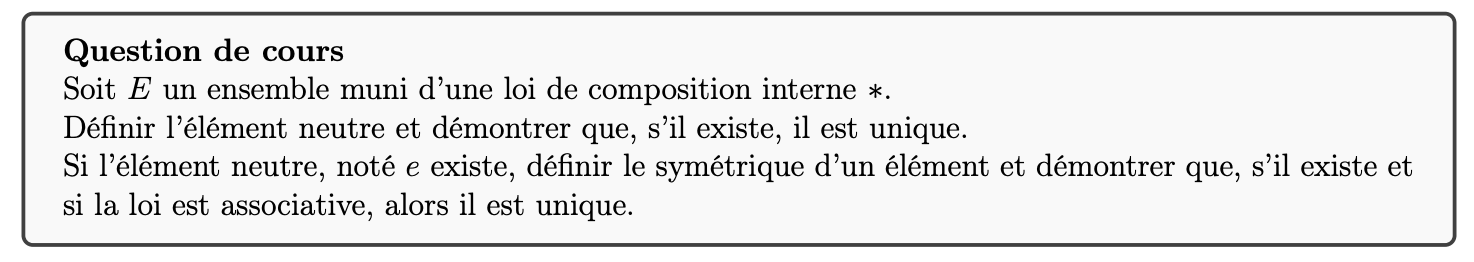 Question de cours
Soit E un ensemble muni d'une loi de composition interne ∗.
Définir l'élément neutre et démontrer que, s'il existe, il est unique.
Si l'élément neutre, noté e existe, définir le symétrique d'un élément et démontrer que, s'il existe et
si la loi est associative, alors il est unique.